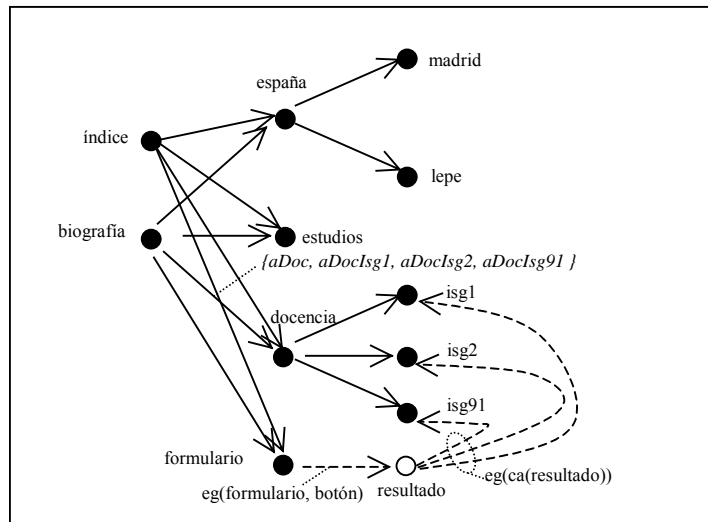 madrid
españa
índice
lepe
biografía
estudios
{aDoc, aDocIsg1, aDocIsg2, aDocIsg91 }
isg1
docencia
isg2
isg91
formulario
eg(formulario, botón)
resultado
eg(ca(resultado))